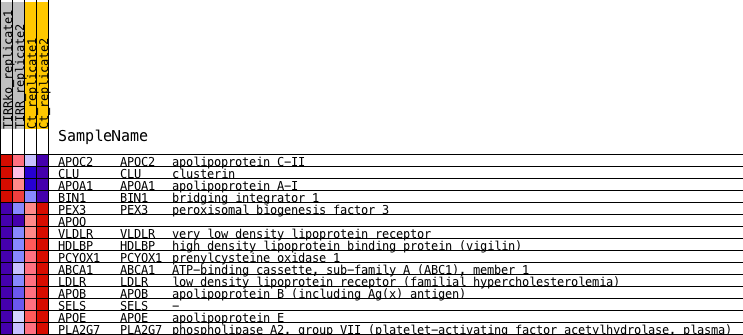 TIRRko_replicate1
TIRR_replicate2
Ct_replicate1
Ct_replicate2
SampleName
APOC2 APOC2 apolipoprotein C-II
CLU CLU clusterin
APOA1 APOA1 apolipoprotein A-I
BIN1 BIN1 bridging integrator 1
PEX3 PEX3 peroxisomal biogenesis factor 3
APOO
VLDLR VLDLR very low density lipoprotein receptor
HDLBP HDLBP high density lipoprotein binding protein (vigilin)
PCYOX1 PCYOX1 prenylcysteine oxidase 1
ABCA1 ABCA1 ATP-binding cassette, sub-family A (ABC1), member 1
LDLR LDLR low density lipoprotein receptor (familial hypercholesterolemia)
APOB APOB apolipoprotein B (including Ag(x) antigen)
SELS SELS -
APOE APOE apolipoprotein E
PLA2G7 PLA2G7 phospholipase A2, group VII (platelet-activating factor acetylhydrolase, plasma)